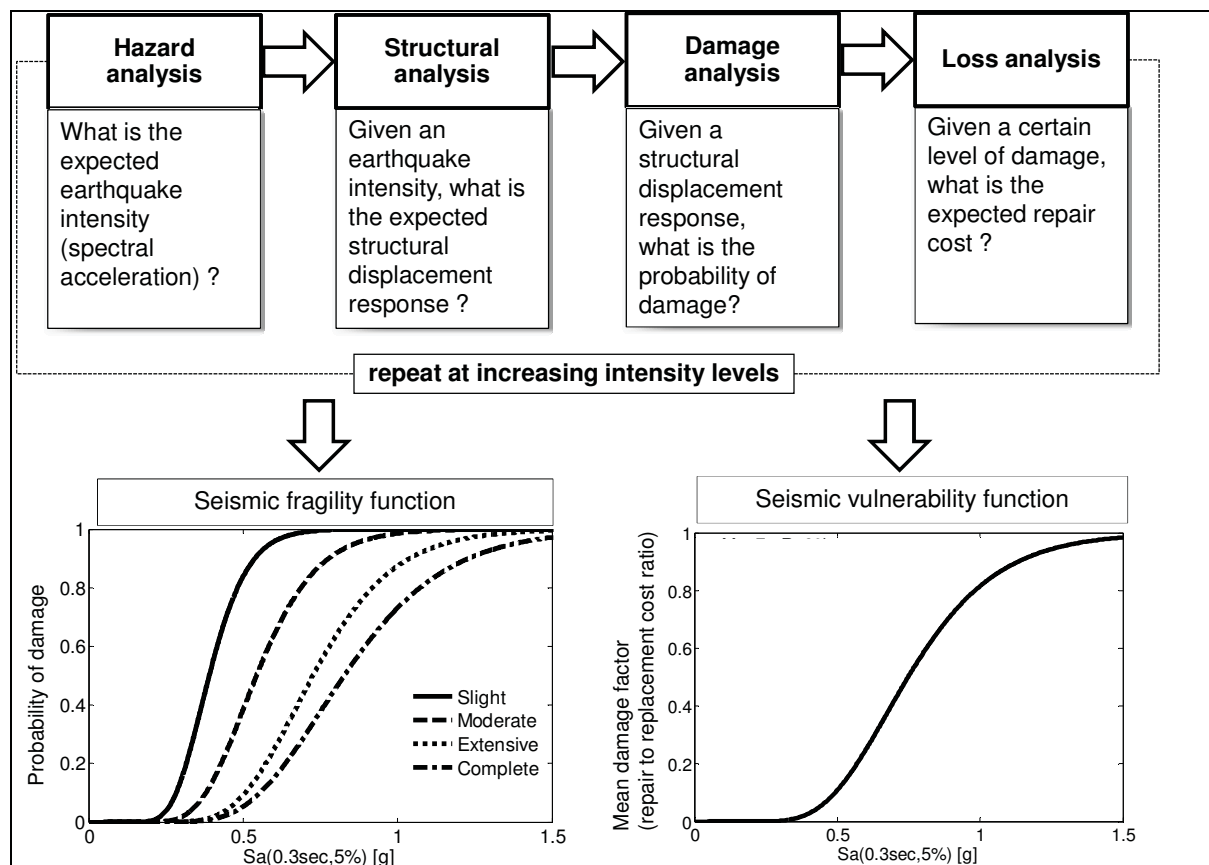 Hazard
analysis
Structural
analysis
Damage
analysis
Loss analysis
What is the
expected
earthquake
intensity
(spectral
acceleration) ?
Given an
earthquake
intensity, what is
the expected
structural
displacement
response ?
Given a
structural
displacement
response,
what is the
probability of
damage?
Given a certain
level of damage,
what is the
expected repair
cost ?
repeat at increasing intensity levels
Seismic fragility function
Probability of damage
1
0.8
0.6
0.4
0.2
0
0
0.5
1
1.5
Sa(0.3sec,5%) [g]
Slight
Moderate
Extensive
Complete
Seismic vulnerability function
Mean damage factor
(repair to replacement cost ratio)
1
0.8
0.6
0.4
0.2
0
0
0.5
1
1.5
Sa(0.3sec,5%) [g]